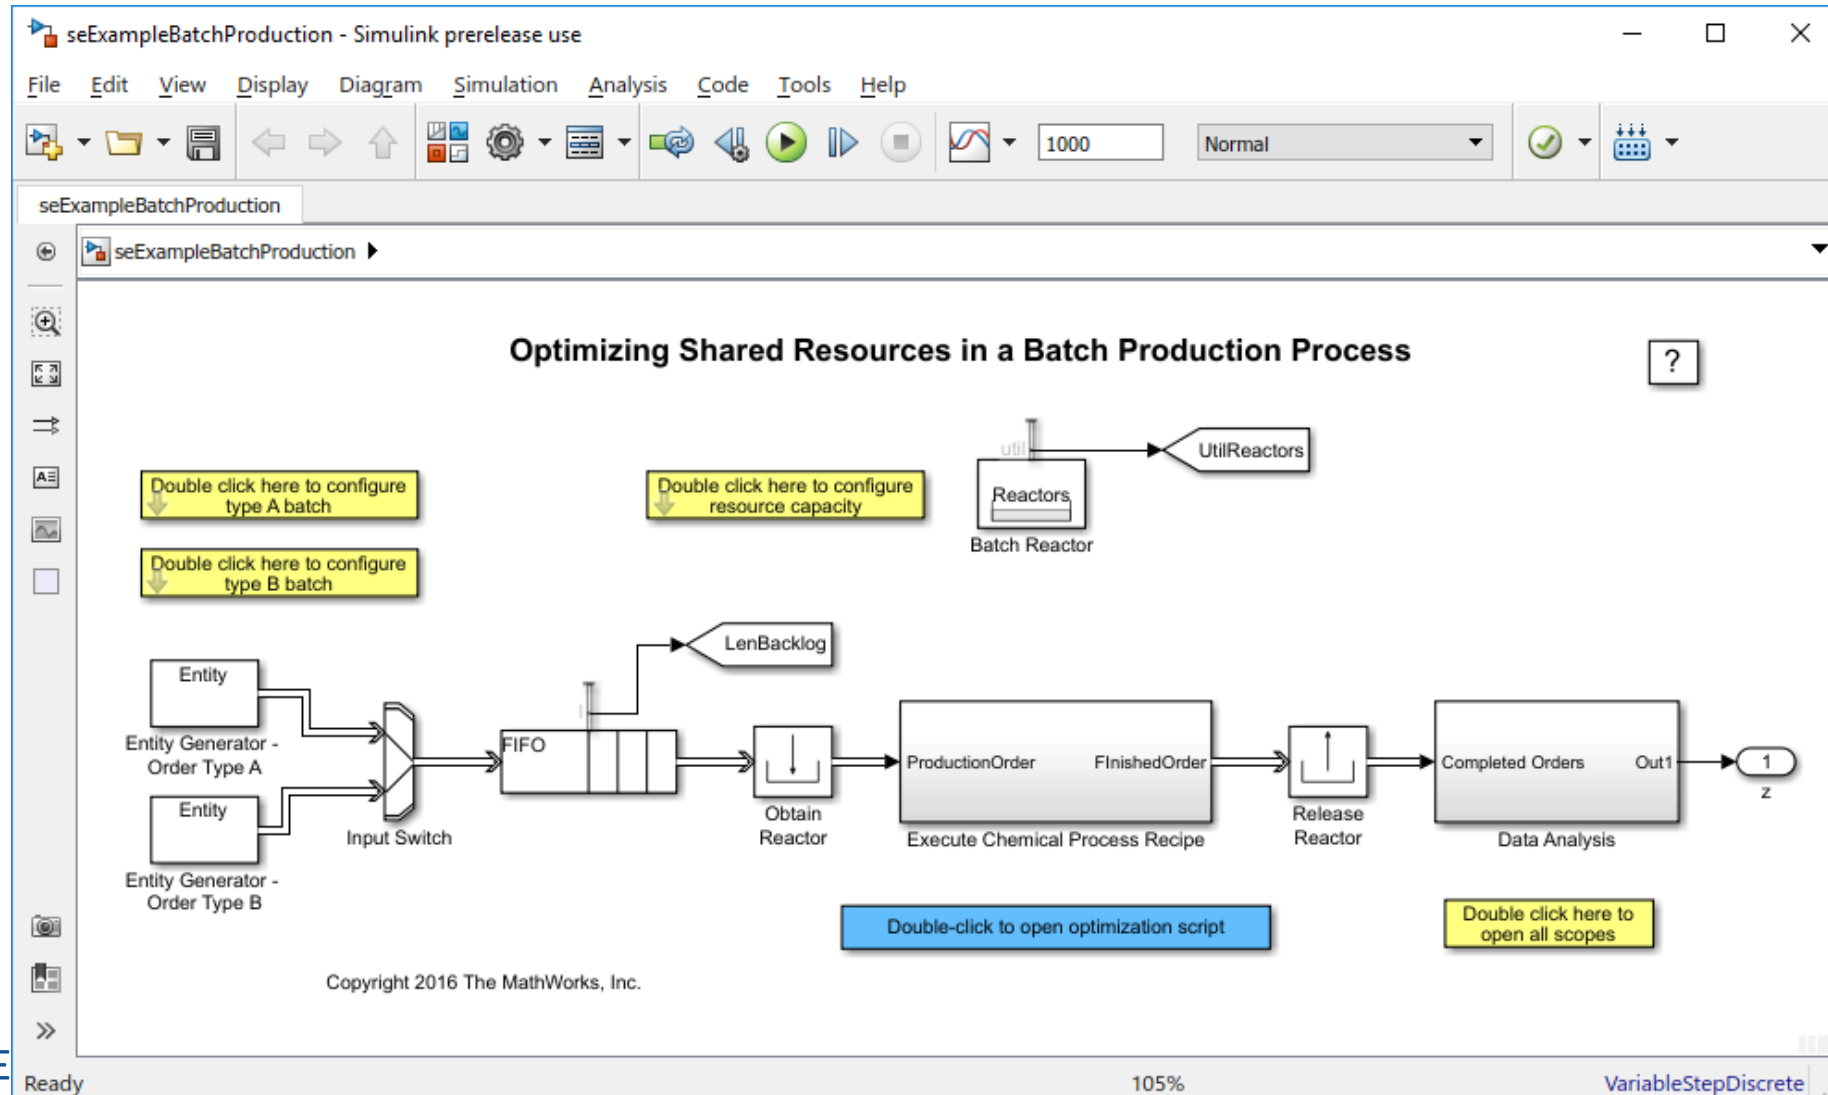 seExampleBatchProduction - Simulink prerelease use
File Edit View Display Diagram Simulation Analysis Code Tools Help
1000 Normal
seExampleBatchProduction
seExampleBatchProduction
Optimizing Shared Resources in a Batch Production Process
?
util
UtilReactors
Reactors
Batch Reactor
Double click here to configure
type A batch
Double click here to configure
resource capacity
Double click here to configure
type B batch
LenBacklog
Entity
Entity Generator -
Order Type A
Entity
Entity Generator -
Order Type B
Input Switch
l
FIFO
Obtain
Reactor
ProductionOrder FInishedOrder
Execute Chemical Process Recipe
Release
Reactor
Completed Orders Out1
Data Analysis
1
z
Double-click to open optimization script
Double click here to
open all scopes
Copyright 2016 The MathWorks, Inc.
Ready 105% VariableStepDiscrete